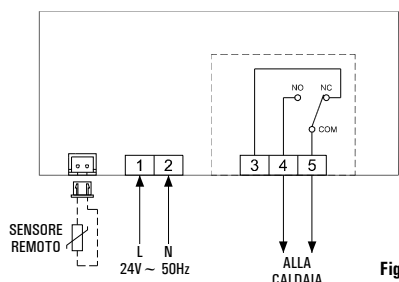 NO NC
COM
1 2 3 4 5
SENSORE
REMOTO
L N
24V ~ 50Hz
ALLA
CALDAIA
Fig